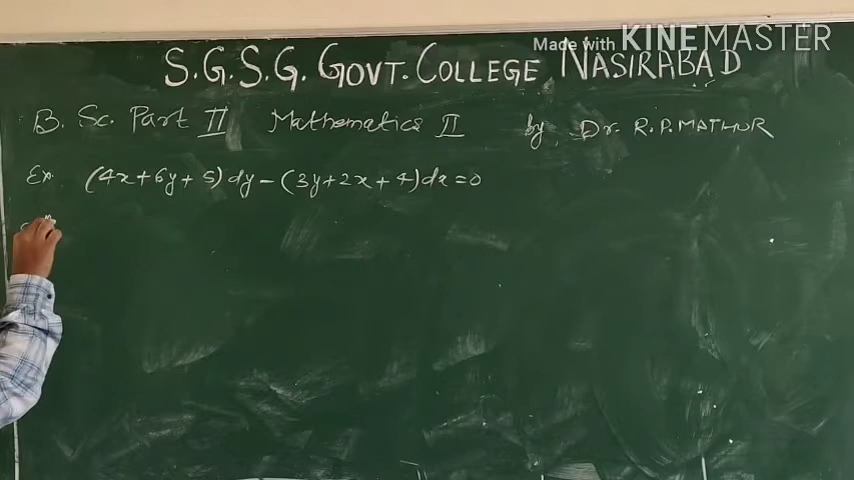 Made with KINEMASTER
S.G.S.G. GOVT. COLLEGE NASIRABAD
B. Sc. Part II Mathematics II by Dr. R.P. MATHUR
Ex. (4x+6y+5)dy-(3y+2x+4)dx=0